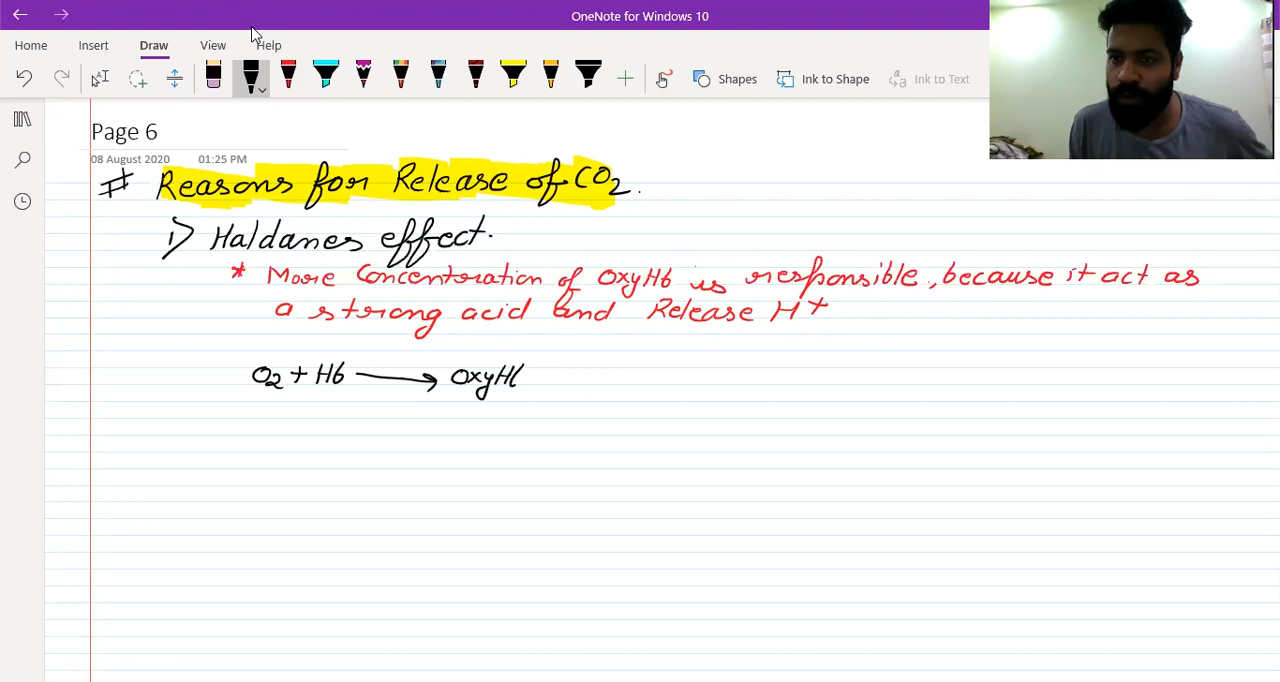 OneNote for Windows 10
Home Insert Draw View Help
Shapes Ink to Shape Ink to Text
Page 6
08 August 2020 01:25 PM
# Reasons for Release of CO2.
1) Haldanes effect.
* More Concentration of OxyHb is responsible, because it act as
a strong acid and Release H+
O2 + Hb → OxyH